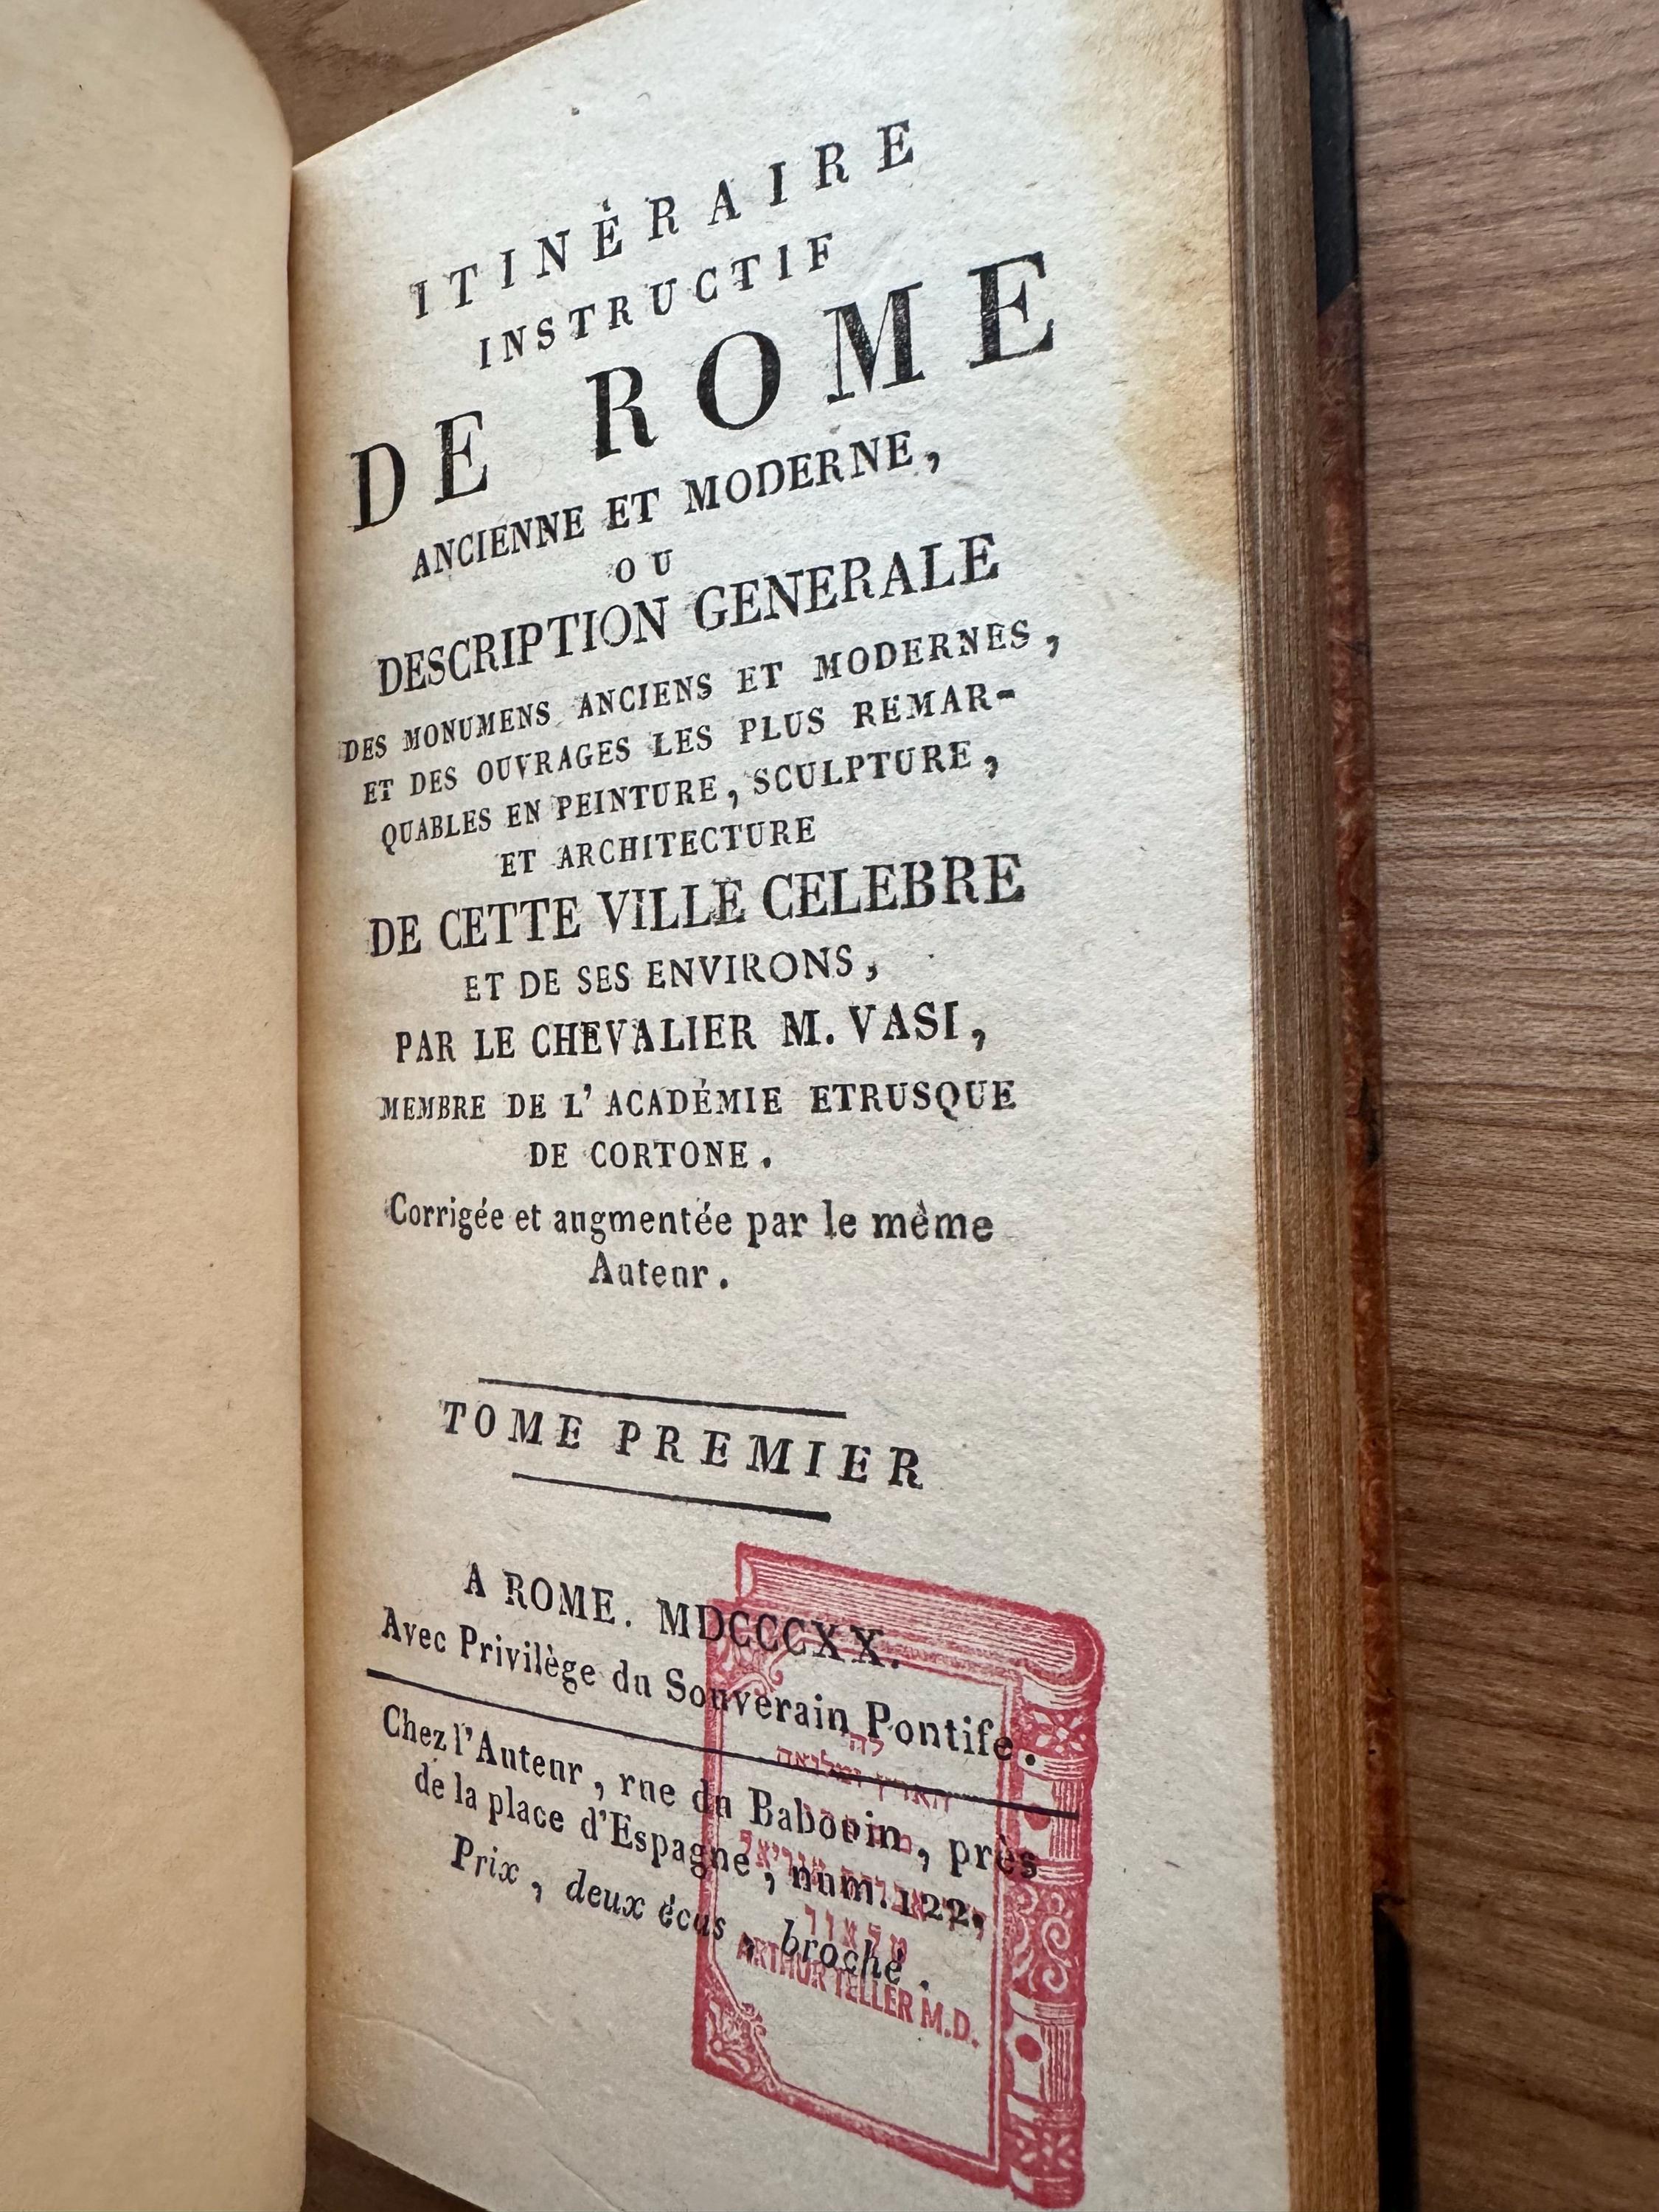 ITINÉRAIRE
INSTRUCTIF
DE ROME
ANCIENNE ET MODERNE,
OU
DESCRIPTION GENERALE
DES MONUMENS ANCIENS ET MODERNES,
ET DES OUVRAGES LES PLUS REMAR-
QUABLES EN PEINTURE, SCULPTURE,
ET ARCHITECTURE
DE CETTE VILLE CELEBRE
ET DE SES ENVIRONS,
PAR LE CHEVALIER M. VASI,
MEMBRE DE L'ACADÉMIE ETRUSQUE
DE CORTONE.
Corrigée et augmentée par le même
Auteur.
TOME PREMIER
A ROME. MDCCCXX.
Avec Privilège du Souverain Pontife.
Chez l'Auteur, rue du Babouin, près
de la place d'Espagne, num. 122,
Prix, deux écus, broché.
לה'
הארץ ומלואה
ARTHUR TELLER M.D.